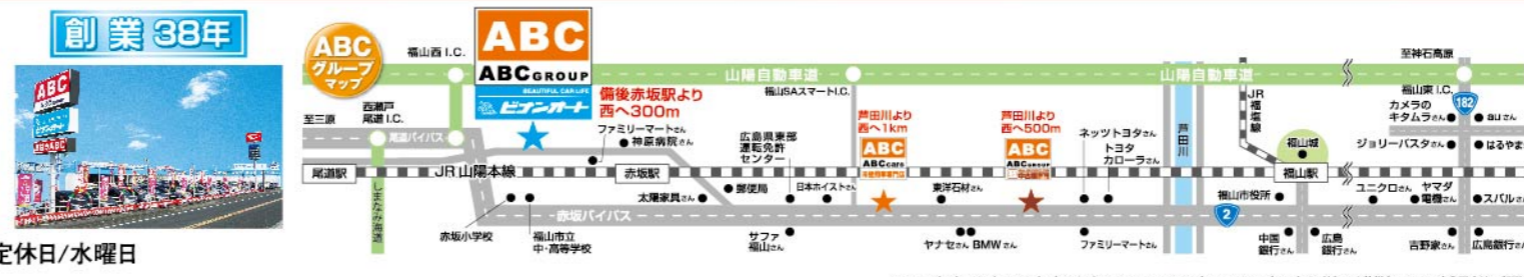 創業 38年
ABC
定休日/水曜日
ABC
グループ
マップ
福山西 I.C.
ABC
ABC GROUP
BEAUTIFUL CAR LIFE
ビナンオート
備後赤坂駅より
西へ300m
山陽自動車道
福山SAスマートI.C.
山陽自動車道
至神石高原
福山東 I.C.
182
至三原
西瀬戸
尾道 I.C.
尾道バイパス
ファミリーマートさん
神原病院さん
広島県東部
運転免許
センター
芦田川より
西へ1km
ABC
ABC cars
芦田川より
西へ500m
ABC
ABC GROUP
ネッツトヨタさん
トヨタ
カローラさん
芦田川
JR福塩線
福山城
カメラの
キタムラさん
auさん
ジョリーパスタさん
はるやま
尾道駅
JR 山陽本線
赤坂駅
福山駅
しまなみ海道
郵便局
日本ホイストさん
太陽家具さん
東洋石材さん
福山市役所
ユニクロさん
ヤマダ
電機さん
スバルさん
赤坂バイパス
2
赤坂小学校
福山市立
中・高等学校
サファ
福山さん
ヤナセさん BMWさん
ファミリーマートさん
中国
銀行さん
広島
銀行さん
吉野家さん
広島銀行さん